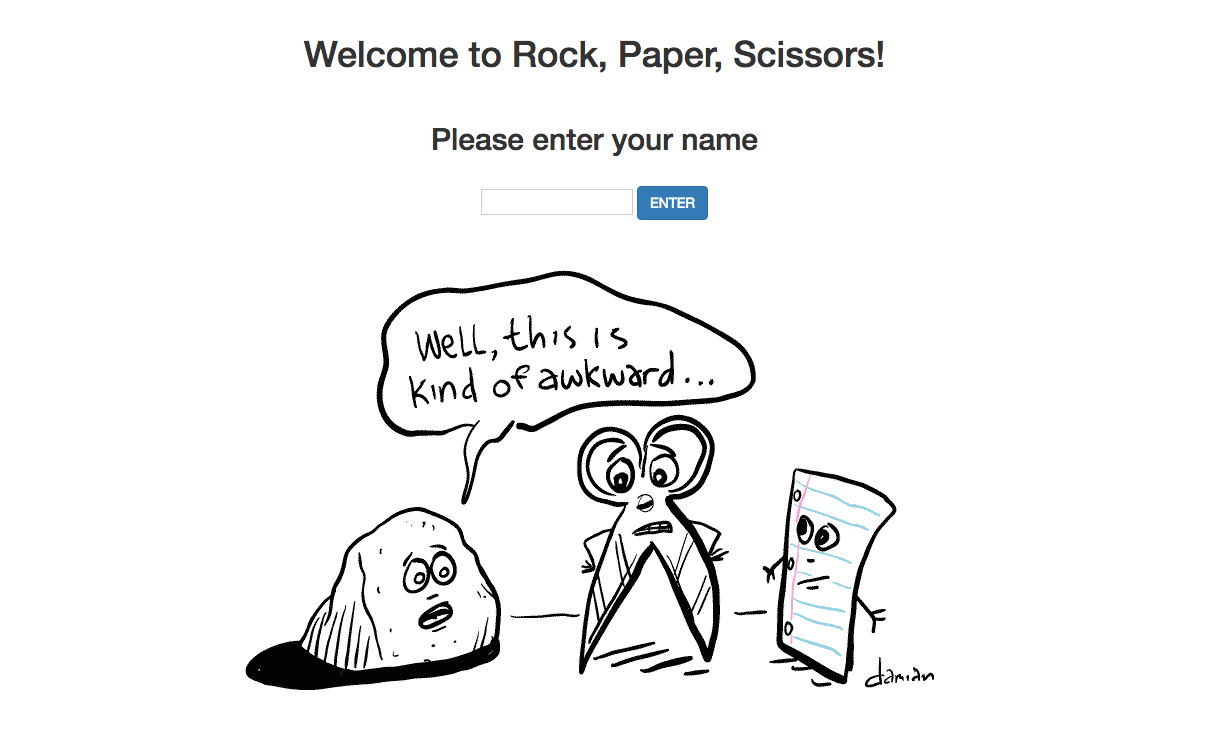 Welcome to Rock, Paper, Scissors!
Please enter your name
ENTER
Well, this is
kind of awkward...
damian